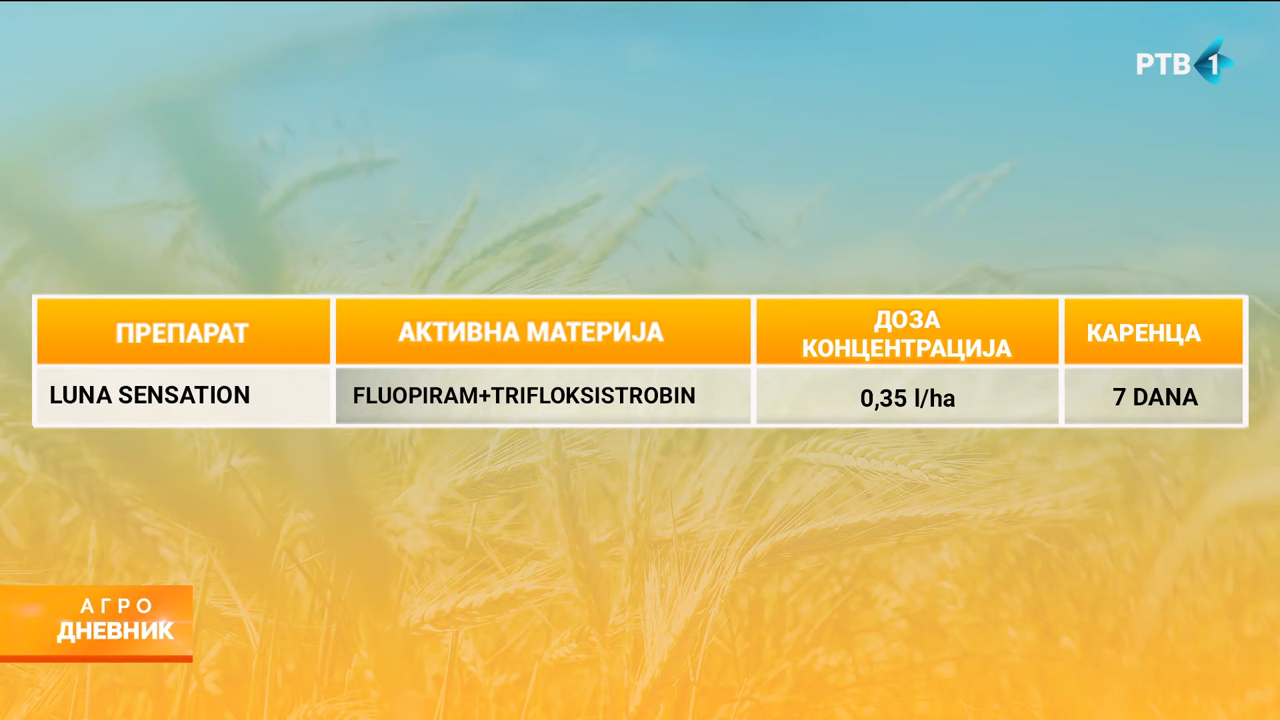 РТВ 1
ПРЕПАРАТ
АКТИВНА МАТЕРИЈА
ДОЗА
КОНЦЕНТРАЦИЈА
КАРЕНЦА
LUNA SENSATION
FLUOPIRAM+TRIFLOKSISTROBIN
0,35 l/ha
7 DANA
АГРО
ДНЕВНИК